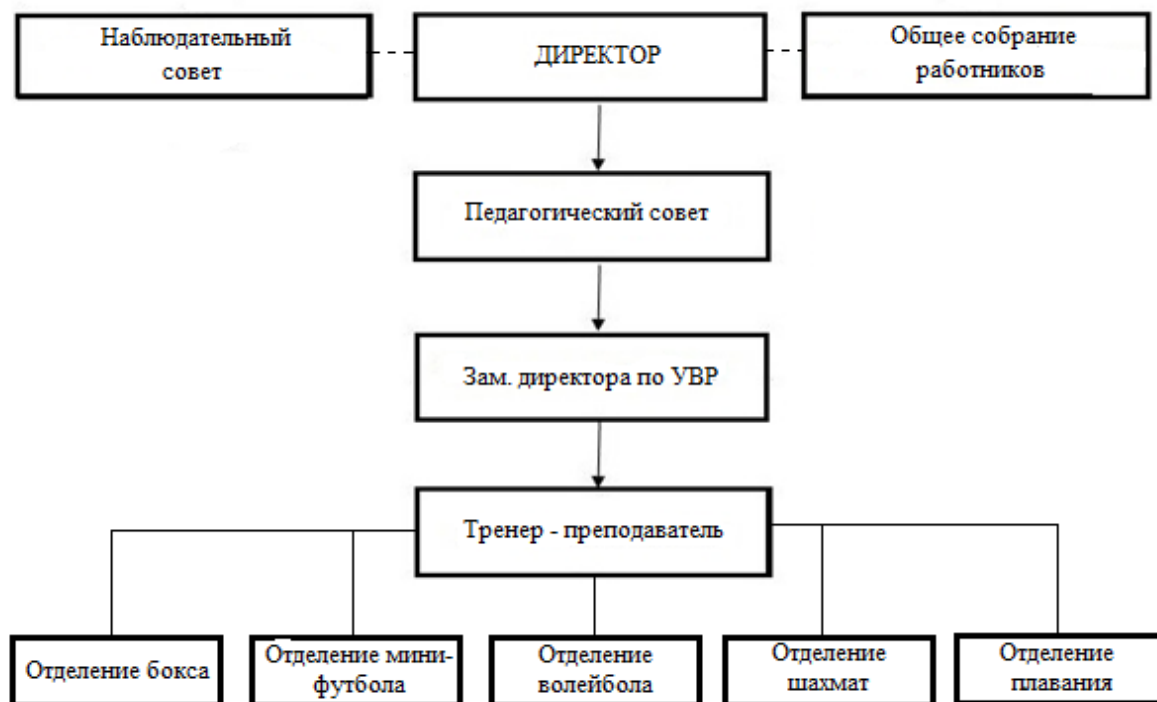 Наблюдательный
совет
ДИРЕКТОР
Общее собрание
работников
Педагогический совет
Зам. директора по УВР
Тренер - преподаватель
Отделение бокса
Отделение мини-
футбола
Отделение
волейбола
Отделение
шахмат
Отделение
плавания